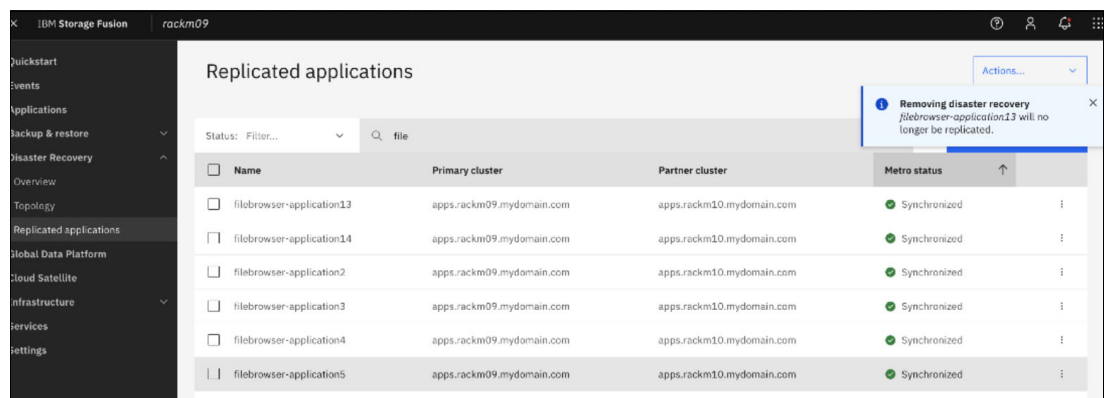 × IBM Storage Fusion rackm09
Quickstart
Events
Applications
Backup & restore
Disaster Recovery
Overview
Topology
Replicated applications
Global Data Platform
Cloud Satellite
Infrastructure
Services
Settings
Replicated applications
Actions...
Removing disaster recovery
filebrowser-application13 will no
longer be replicated.
Status: Filter... file
Name Primary cluster Partner cluster Metro status
filebrowser-application13 apps.rackm09.mydomain.com apps.rackm10.mydomain.com Synchronized
filebrowser-application14 apps.rackm09.mydomain.com apps.rackm10.mydomain.com Synchronized
filebrowser-application2 apps.rackm09.mydomain.com apps.rackm10.mydomain.com Synchronized
filebrowser-application3 apps.rackm09.mydomain.com apps.rackm10.mydomain.com Synchronized
filebrowser-application4 apps.rackm09.mydomain.com apps.rackm10.mydomain.com Synchronized
filebrowser-application5 apps.rackm09.mydomain.com apps.rackm10.mydomain.com Synchronized